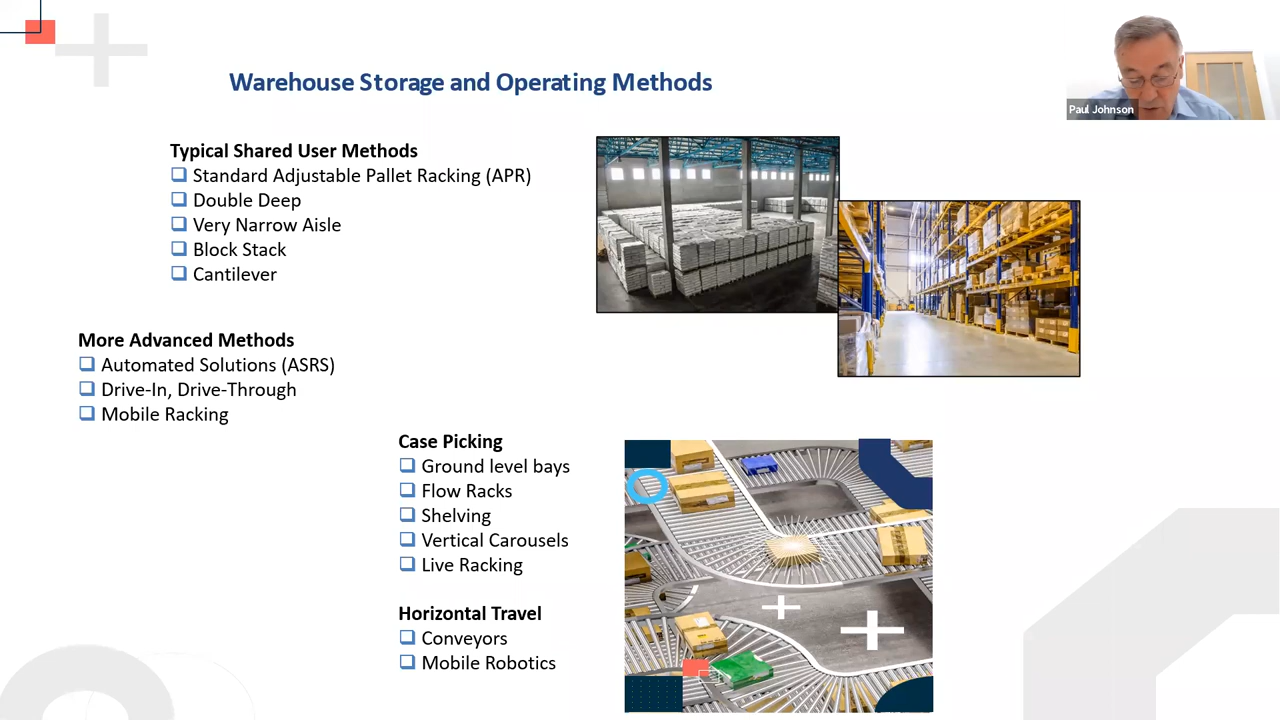 Warehouse Storage and Operating Methods
Paul Johnson
Typical Shared User Methods
Standard Adjustable Pallet Racking (APR)
Double Deep
Very Narrow Aisle
Block Stack
Cantilever
More Advanced Methods
Automated Solutions (ASRS)
Drive-In, Drive-Through
Mobile Racking
Case Picking
Ground level bays
Flow Racks
Shelving
Vertical Carousels
Live Racking
Horizontal Travel
Conveyors
Mobile Robotics